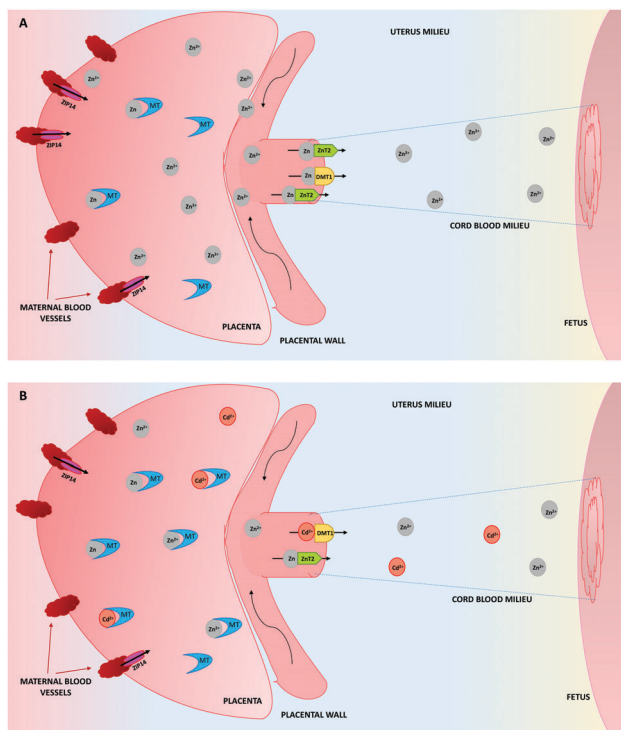 A
UTERUS MILIEU
Zn²⁺
Zn²⁺
Zn²⁺
ZIP14
Zn
MT
Zn²⁺
MT
ZIP14
Zn²⁺
Zn²⁺
Zn
ZnT2
Zn²⁺
Zn²⁺
Zn²⁺
Zn
DMT1
Zn
MT
Zn²⁺
Zn
ZnT2
Zn²⁺
Zn²⁺
Zn²⁺
CORD BLOOD MILIEU
Zn²⁺
Zn²⁺
ZIP14
MT
MATERNAL BLOOD
VESSELS
PLACENTA
PLACENTAL WALL
FETUS
B
UTERUS MILIEU
Cd²⁺
Zn²⁺
ZIP14
Zn
MT
Cd²⁺
MT
Zn²⁺
Zn²⁺
Cd²⁺
DMT1
Zn²⁺
Cd²⁺
Zn
MT
Zn²⁺
MT
Zn
ZnT2
Cd²⁺
Zn²⁺
CORD BLOOD MILIEU
Cd²⁺
MT
Zn²⁺
MT
ZIP14
MT
MATERNAL BLOOD
VESSELS
PLACENTA
PLACENTAL WALL
FETUS